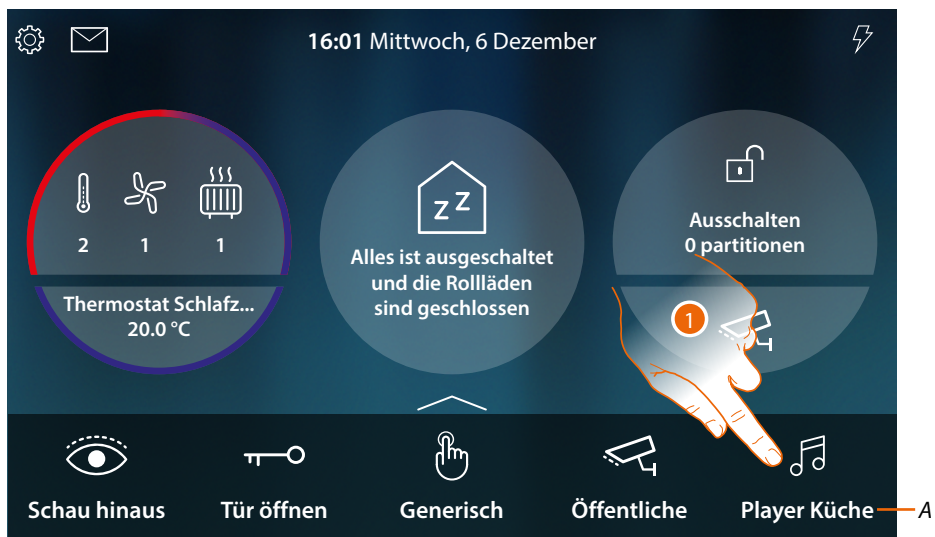 16:01 Mittwoch, 6 Dezember
2 1 1
Thermostat Schlafz...
20.0 °C
zZ
Alles ist ausgeschaltet
und die Rollläden
sind geschlossen
Ausschalten
0 partitionen
1
Schau hinaus
Tür öffnen
Generisch
Öffentliche
Player Küche
A